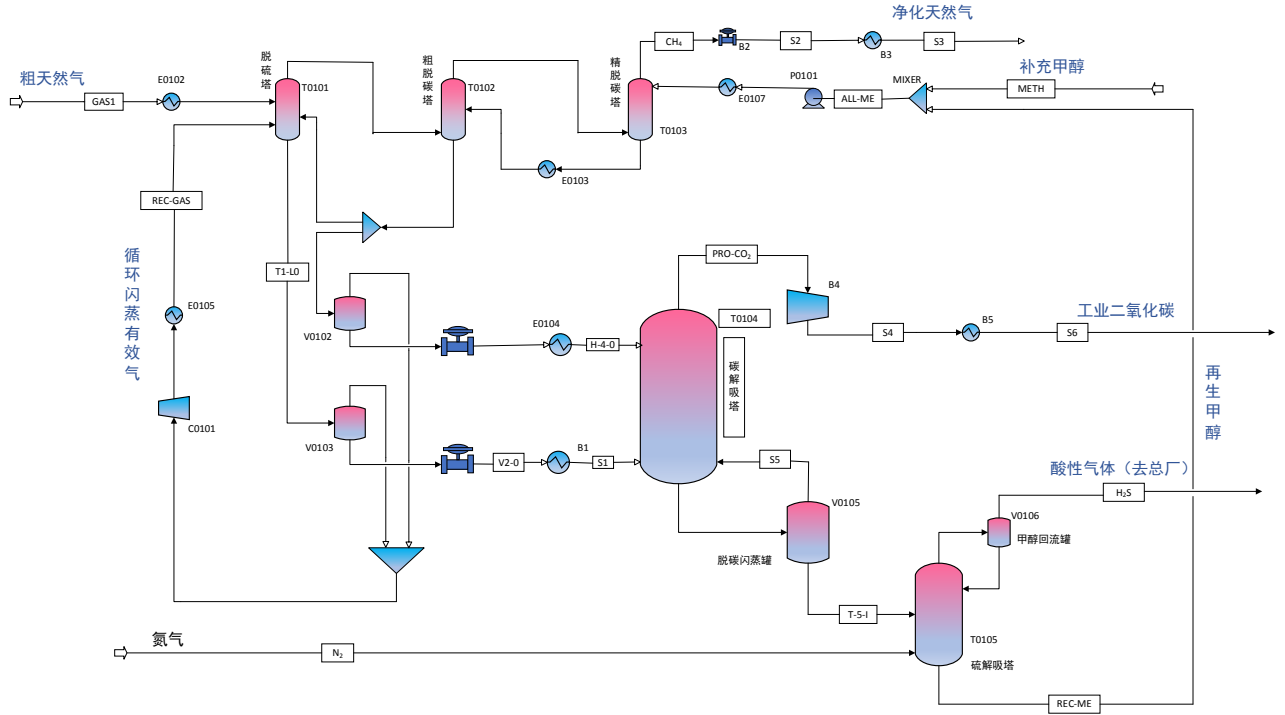 净化天然气
CH₄
B2
S2
B3
S3
粗天然气
GAS1
E0102
脱硫塔
T0101
粗脱碳塔
T0102
精脱碳塔
T0103
E0107
P0101
ALL-ME
MIXER
补充甲醇
METH
E0103
REC-GAS
循环闪蒸有效气
E0105
C0101
T1-L0
V0102
E0104
H-4-0
V0103
V2-0
B1
S1
PRO-CO₂
T0104
碳解吸塔
B4
S4
B5
S6
工业二氧化碳
再生甲醇
S5
V0105
脱碳闪蒸罐
酸性气体（去总厂）
H₂S
V0106
甲醇回流罐
T-5-I
T0105
硫解吸塔
氮气
N₂
REC-ME